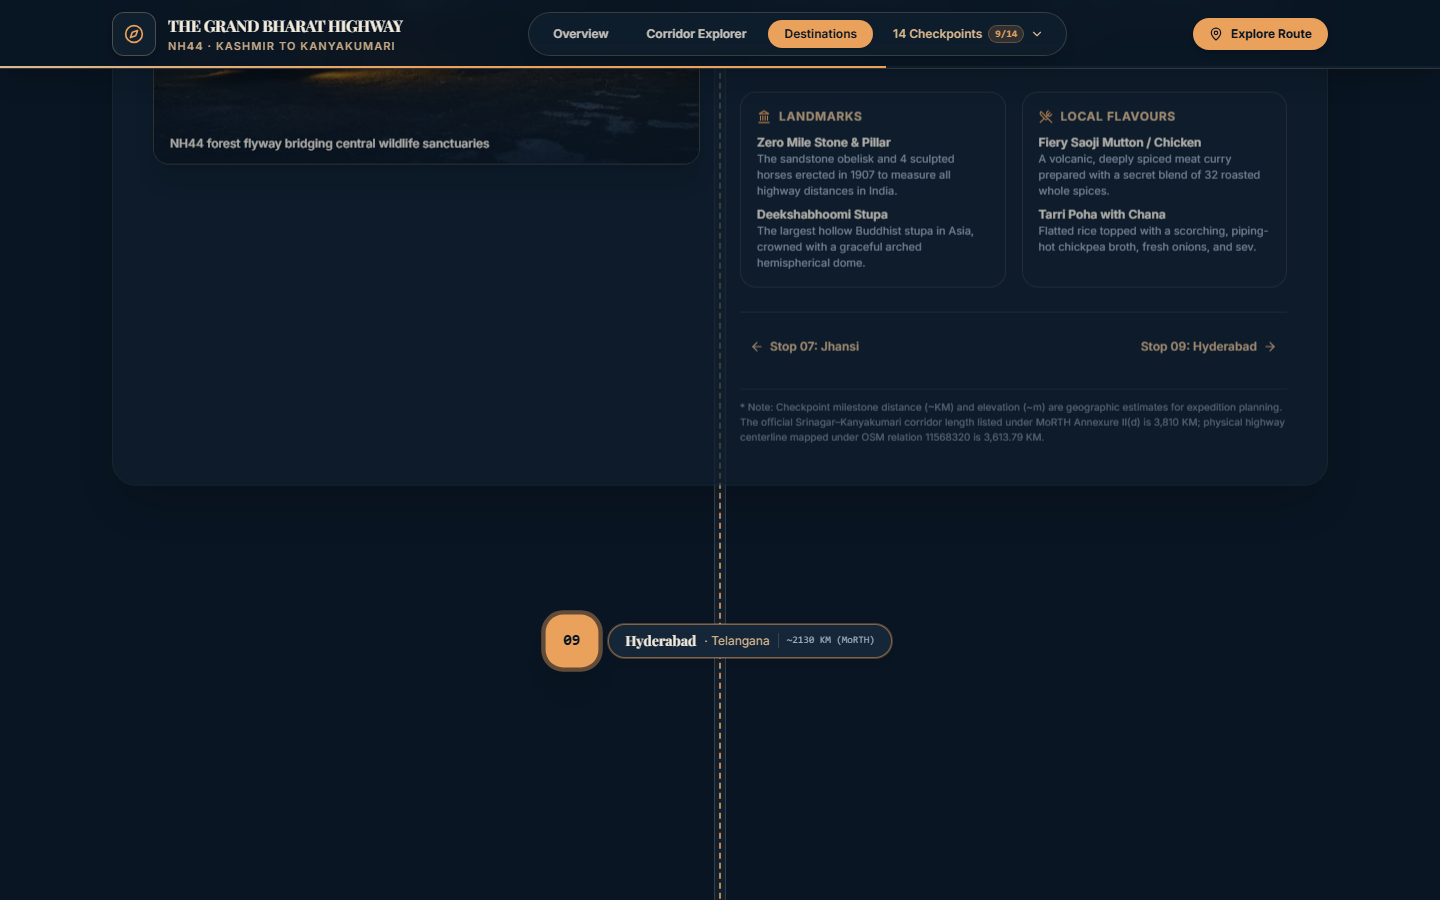 THE GRAND BHARAT HIGHWAY
NH44 · KASHMIR TO KANYAKUMARI
Overview
Corridor Explorer
Destinations
14 Checkpoints 9/14
Explore Route
NH44 forest flyway bridging central wildlife sanctuaries
LANDMARKS
Zero Mile Stone & Pillar
The sandstone obelisk and 4 sculpted
horses erected in 1907 to measure all
highway distances in India.
Deekshabhoomi Stupa
The largest hollow Buddhist stupa in Asia,
crowned with a graceful arched
hemispherical dome.
LOCAL FLAVOURS
Fiery Saoji Mutton / Chicken
A volcanic, deeply spiced meat curry
prepared with a secret blend of 32 roasted
whole spices.
Tarri Poha with Chana
Flatted rice topped with a scorching, piping-
hot chickpea broth, fresh onions, and sev.
← Stop 07: Jhansi
Stop 09: Hyderabad →
* Note: Checkpoint milestone distance (~KM) and elevation (~m) are geographic estimates for expedition planning.
The official Srinagar–Kanyakumari corridor length listed under MoRTH Annexure II(d) is 3,810 KM; physical highway
centerline mapped under OSM relation 11568320 is 3,613.79 KM.
09
Hyderabad · Telangana ~2130 KM (MoRTH)